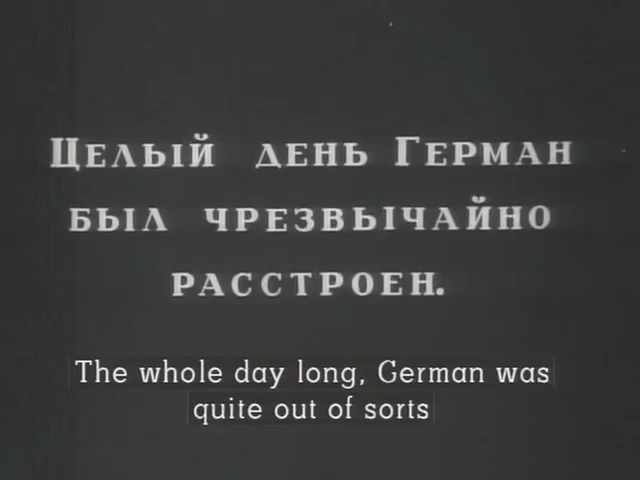 Целый день Герман
был чрезвычайно
расстроен.
The whole day long, German was
quite out of sorts